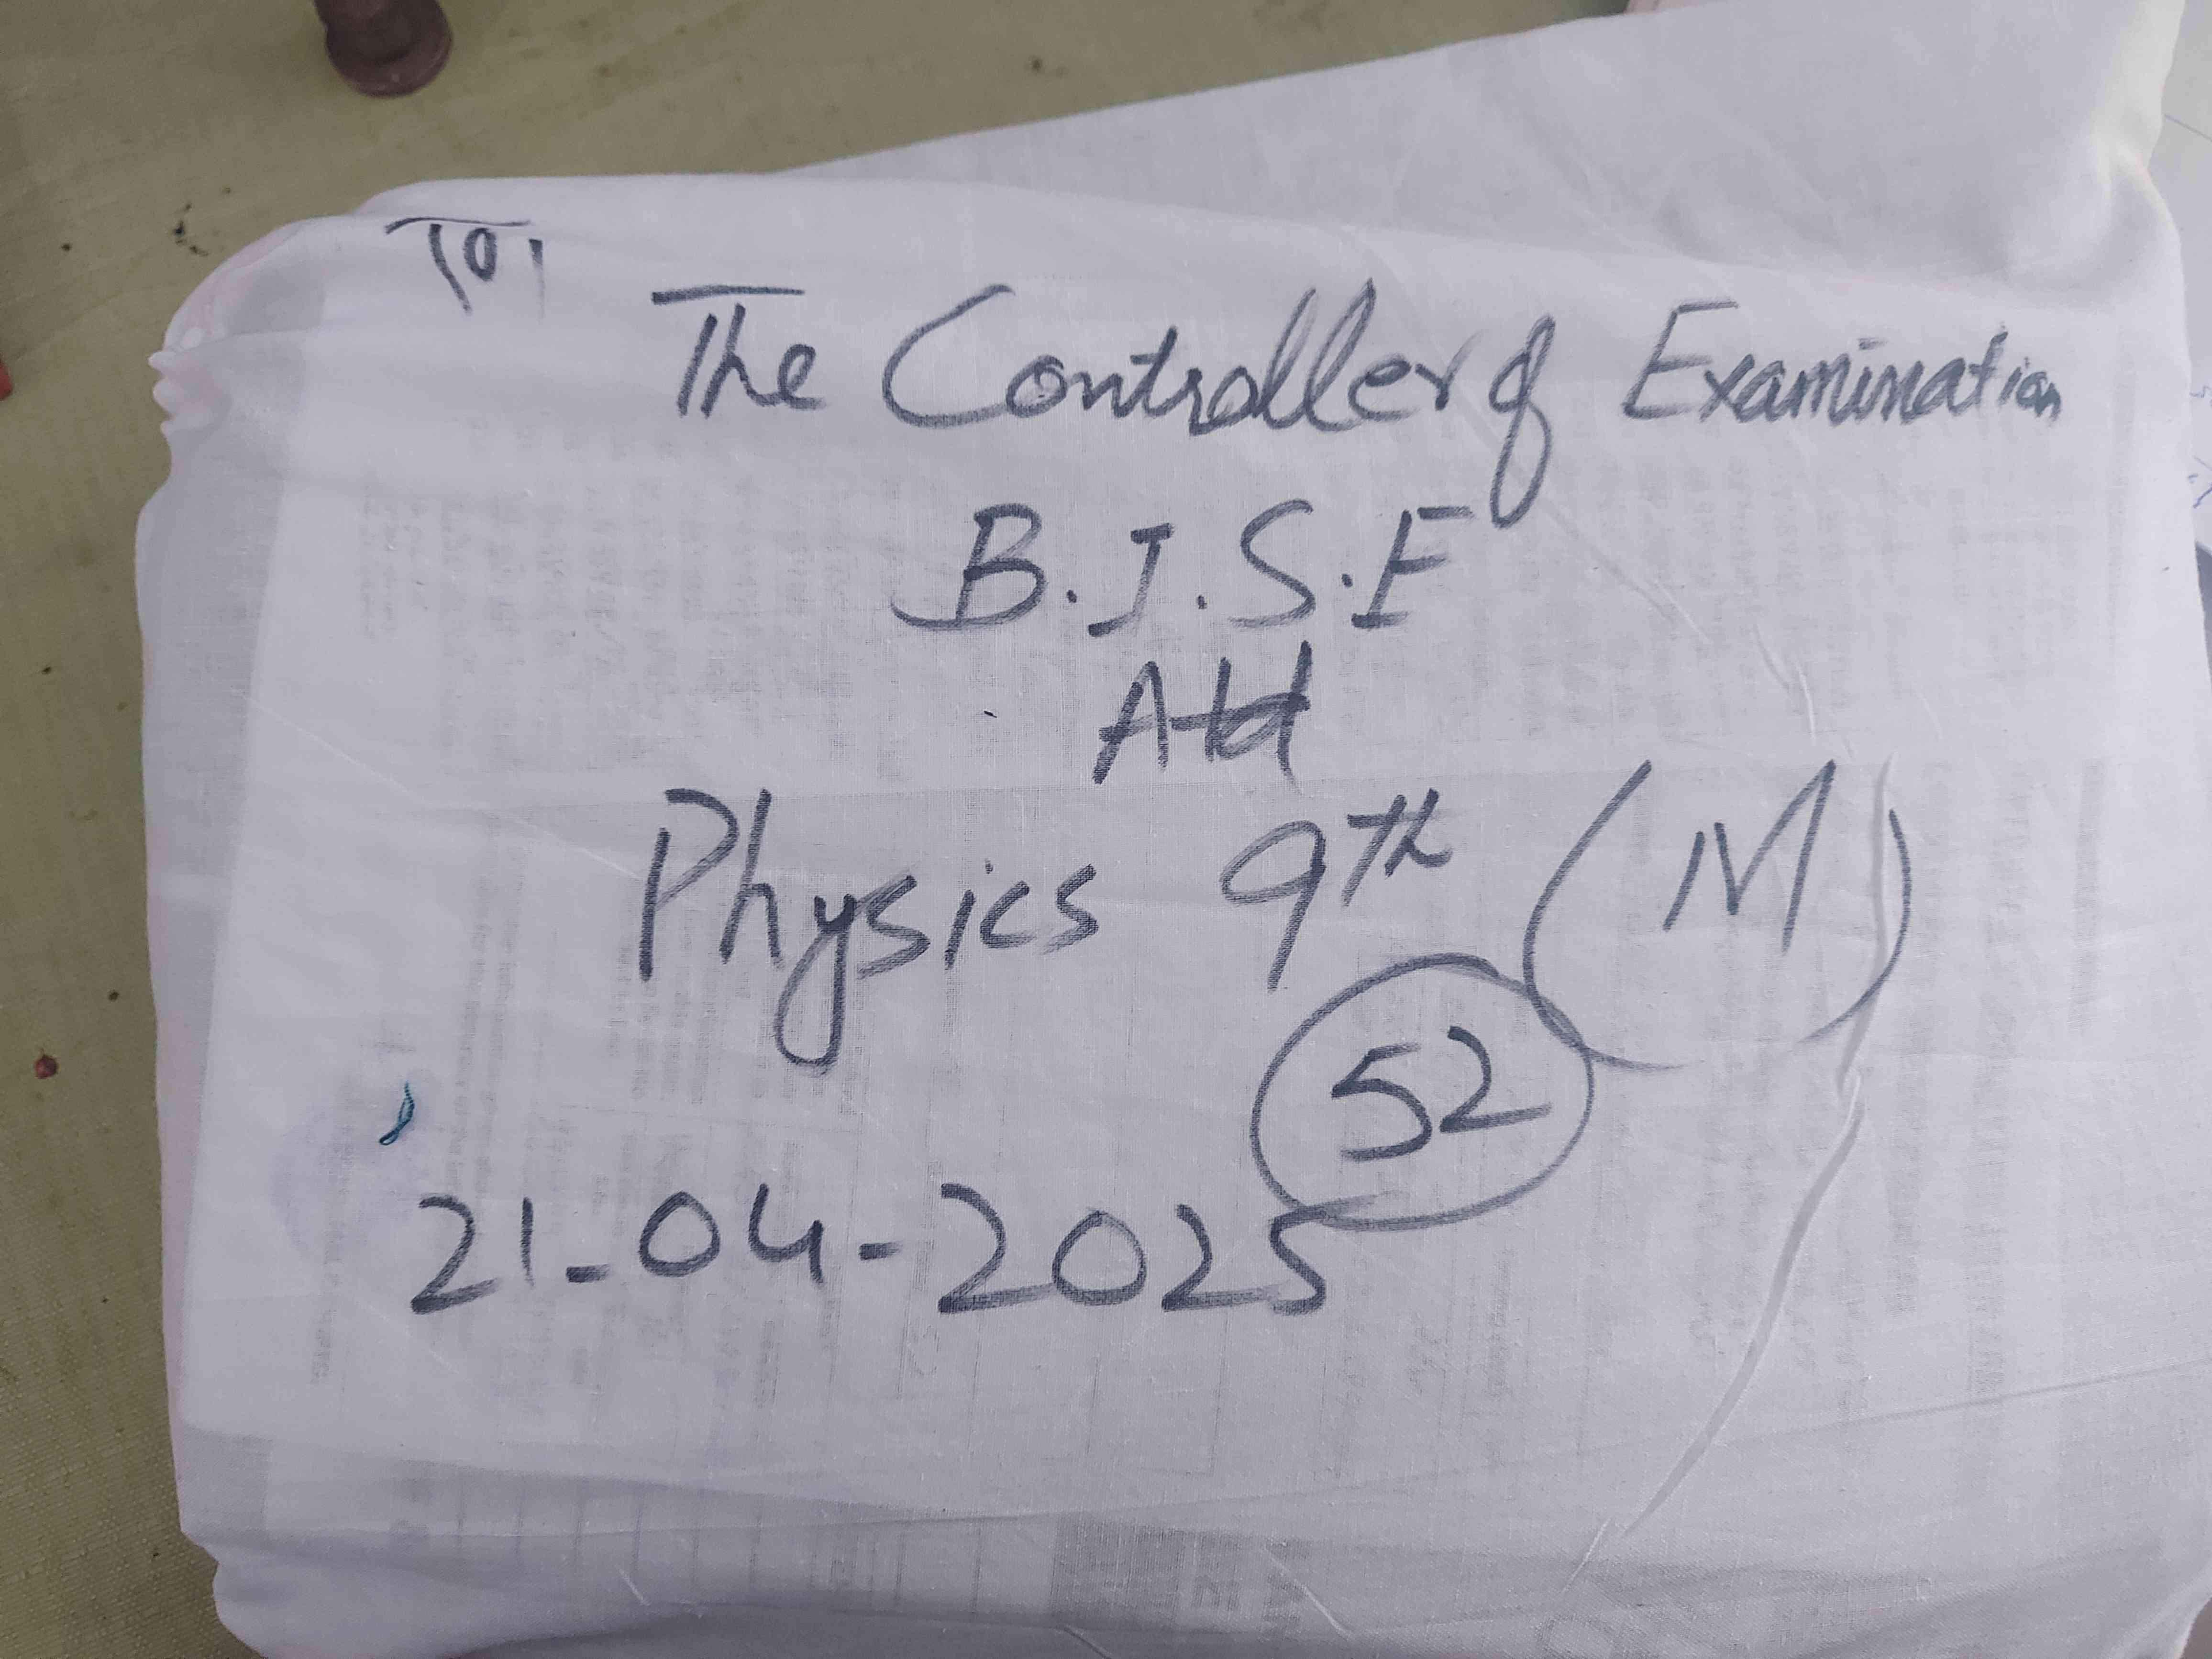 To,
The Controller of Examination
B.I.S.E
Atd
Physics 9th (M)
52
21-04-2025